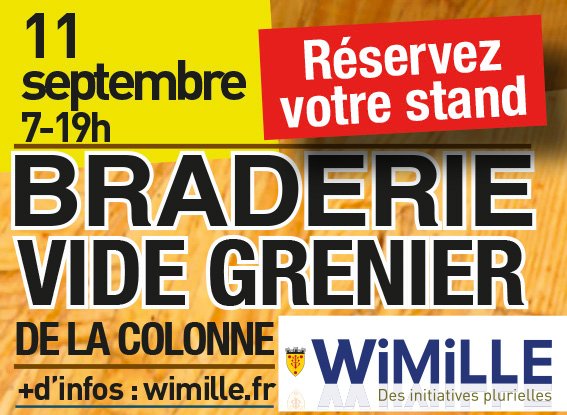 11
septembre
7-19h
Réservez
votre stand
BRADERIE
VIDE GRENIER
DE LA COLONNE
+d'infos : wimille.fr
WiMiLLE
Des initiatives plurielles